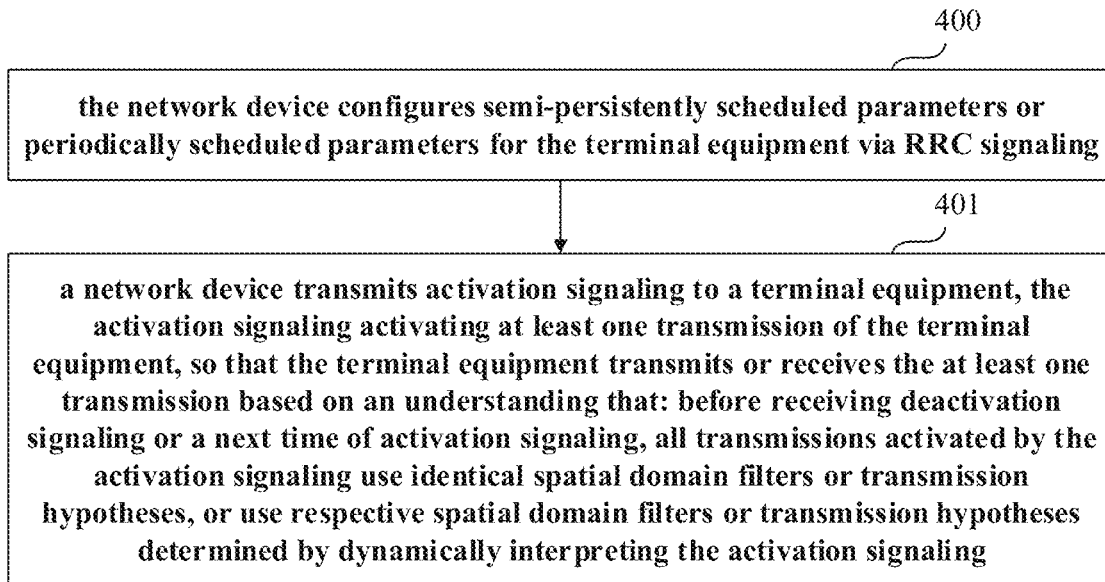 400
the network device configures semi-persistently scheduled parameters or
periodically scheduled parameters for the terminal equipment via RRC signaling
401
a network device transmits activation signaling to a terminal equipment, the
activation signaling activating at least one transmission of the terminal
equipment, so that the terminal equipment transmits or receives the at least one
transmission based on an understanding that: before receiving deactivation
signaling or a next time of activation signaling, all transmissions activated by the
activation signaling use identical spatial domain filters or transmission
hypotheses, or use respective spatial domain filters or transmission hypotheses
determined by dynamically interpreting the activation signaling